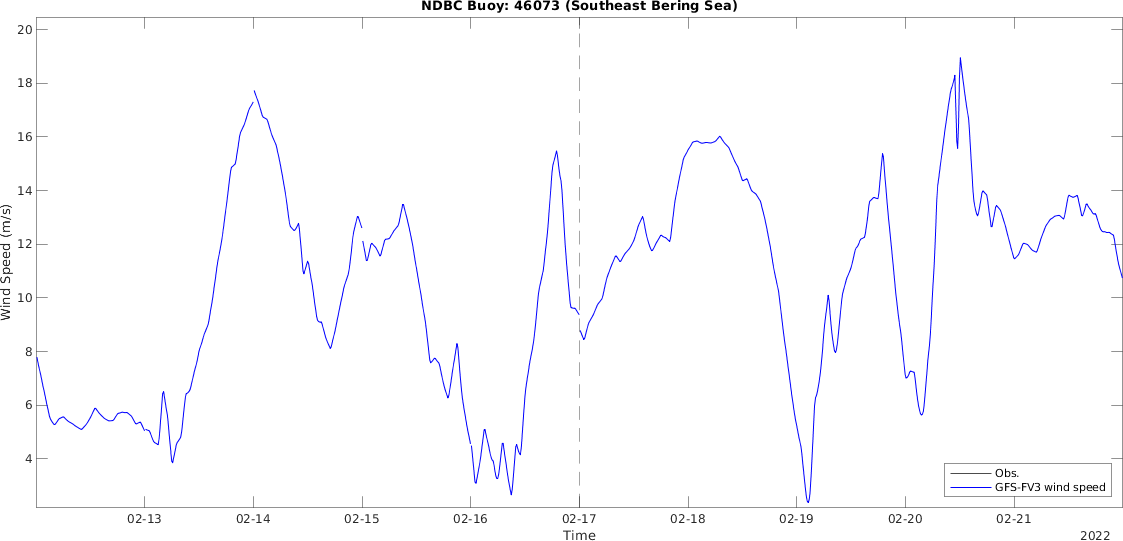 NDBC Buoy: 46073 (Southeast Bering Sea)
20
18
16
14
12
10
8
6
4
Wind Speed (m/s)
Obs.
GFS-FV3 wind speed
02-13 02-14 02-15 02-16 02-17 02-18 02-19 02-20 02-21
Time
2022